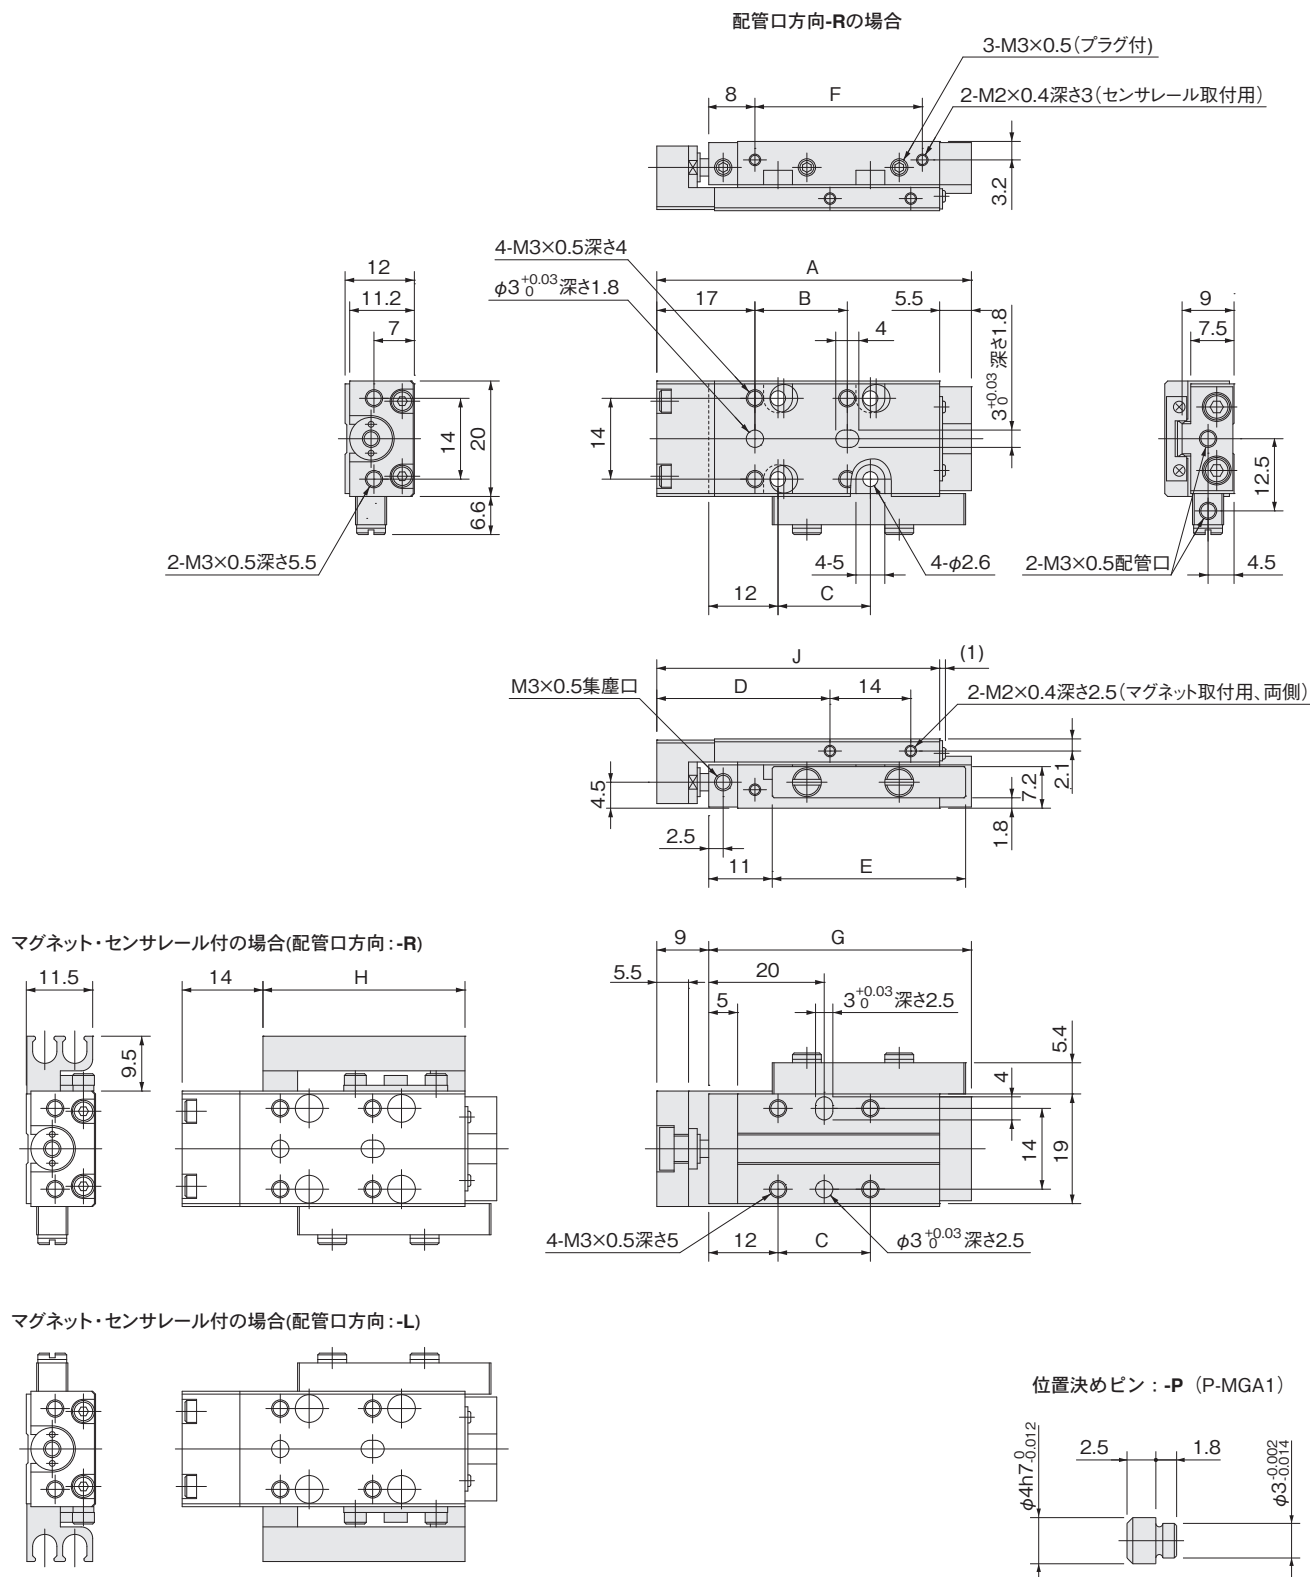 配管口方向-Rの場合
3-M3×0.5(プラグ付)
8
F
2-M2×0.4深さ3(センサレール取付用)
3.2
4-M3×0.5深さ4
φ3 +0.03 0 深さ1.8
12
11.2
7
14
20
6.6
2-M3×0.5深さ5.5
A
17
B
5.5
4
3 +0.03 0 深さ1.8
14
4-5
4-φ2.6
12
C
9
7.5
12.5
2-M3×0.5配管口
4.5
J
(1)
M3×0.5集塵口
D
14
2-M2×0.4深さ2.5(マグネット取付用、両側)
4.5
2.1
7.2
1.8
2.5
11
E
マグネット・センサレール付の場合(配管口方向:-R)
11.5
14
H
9.5
9
G
5.5
20
5
3 +0.03 0 深さ2.5
5.4
4
14
19
4-M3×0.5深さ5
12
C
φ3 +0.03 0 深さ2.5
マグネット・センサレール付の場合(配管口方向:-L)
位置決めピン:-P (P-MGA1)
φ4h7 0 -0.012
2.5
1.8
φ3 -0.002 -0.014